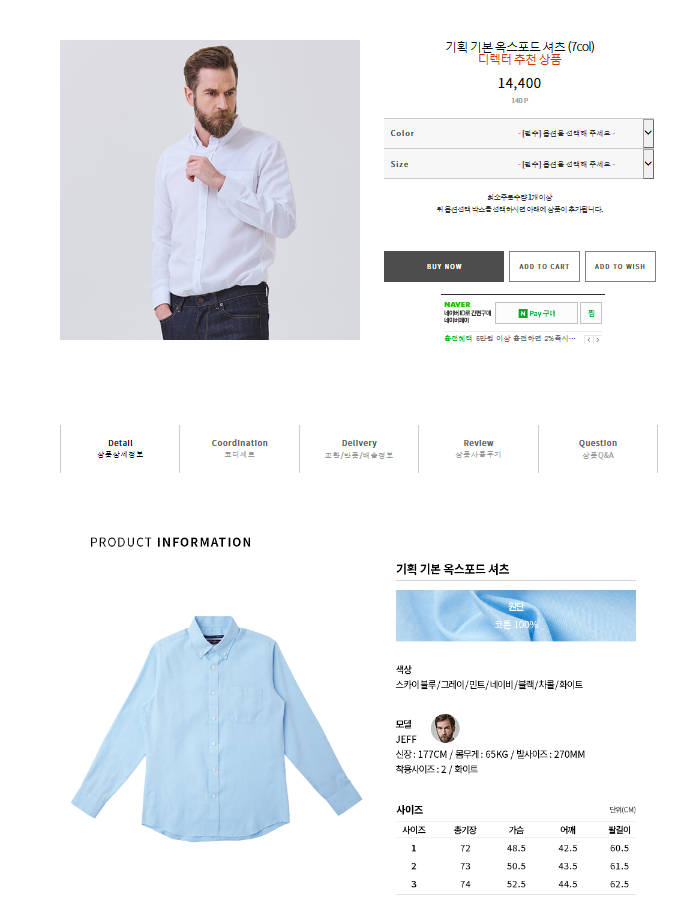 기획 기본 옥스포드 셔츠 (7col)
디렉터 추천 상품
14,400
140 P
Color - [필수] 옵션을 선택해 주세요 -
Size - [필수] 옵션을 선택해 주세요 -
최소주문수량 1개 이상
위 옵션선택 박스를 선택하시면 아래에 상품이 추가됩니다.
BUY NOW ADD TO CART ADD TO WISH
NAVER
네이버 ID로 간편구매
네이버페이
N Pay 구매 찜
충전혜택 6만원 이상 충전하면 2% 즉시···
Detail Coordination Delivery Review Question
상품상세정보 코디세트 교환/반품/배송정보 상품사용후기 상품Q&A
PRODUCT INFORMATION
기획 기본 옥스포드 셔츠
원단
코튼 100%
색상
스카이블루/그레이/민트/네이비/블랙/차콜/화이트
모델
JEFF
신장 : 177CM / 몸무게 : 65KG / 발사이즈 : 270MM
착용사이즈 : 2 / 화이트
사이즈 단위(CM)
사이즈 총기장 가슴 어깨 팔길이
1 72 48.5 42.5 60.5
2 73 50.5 43.5 61.5
3 74 52.5 44.5 62.5